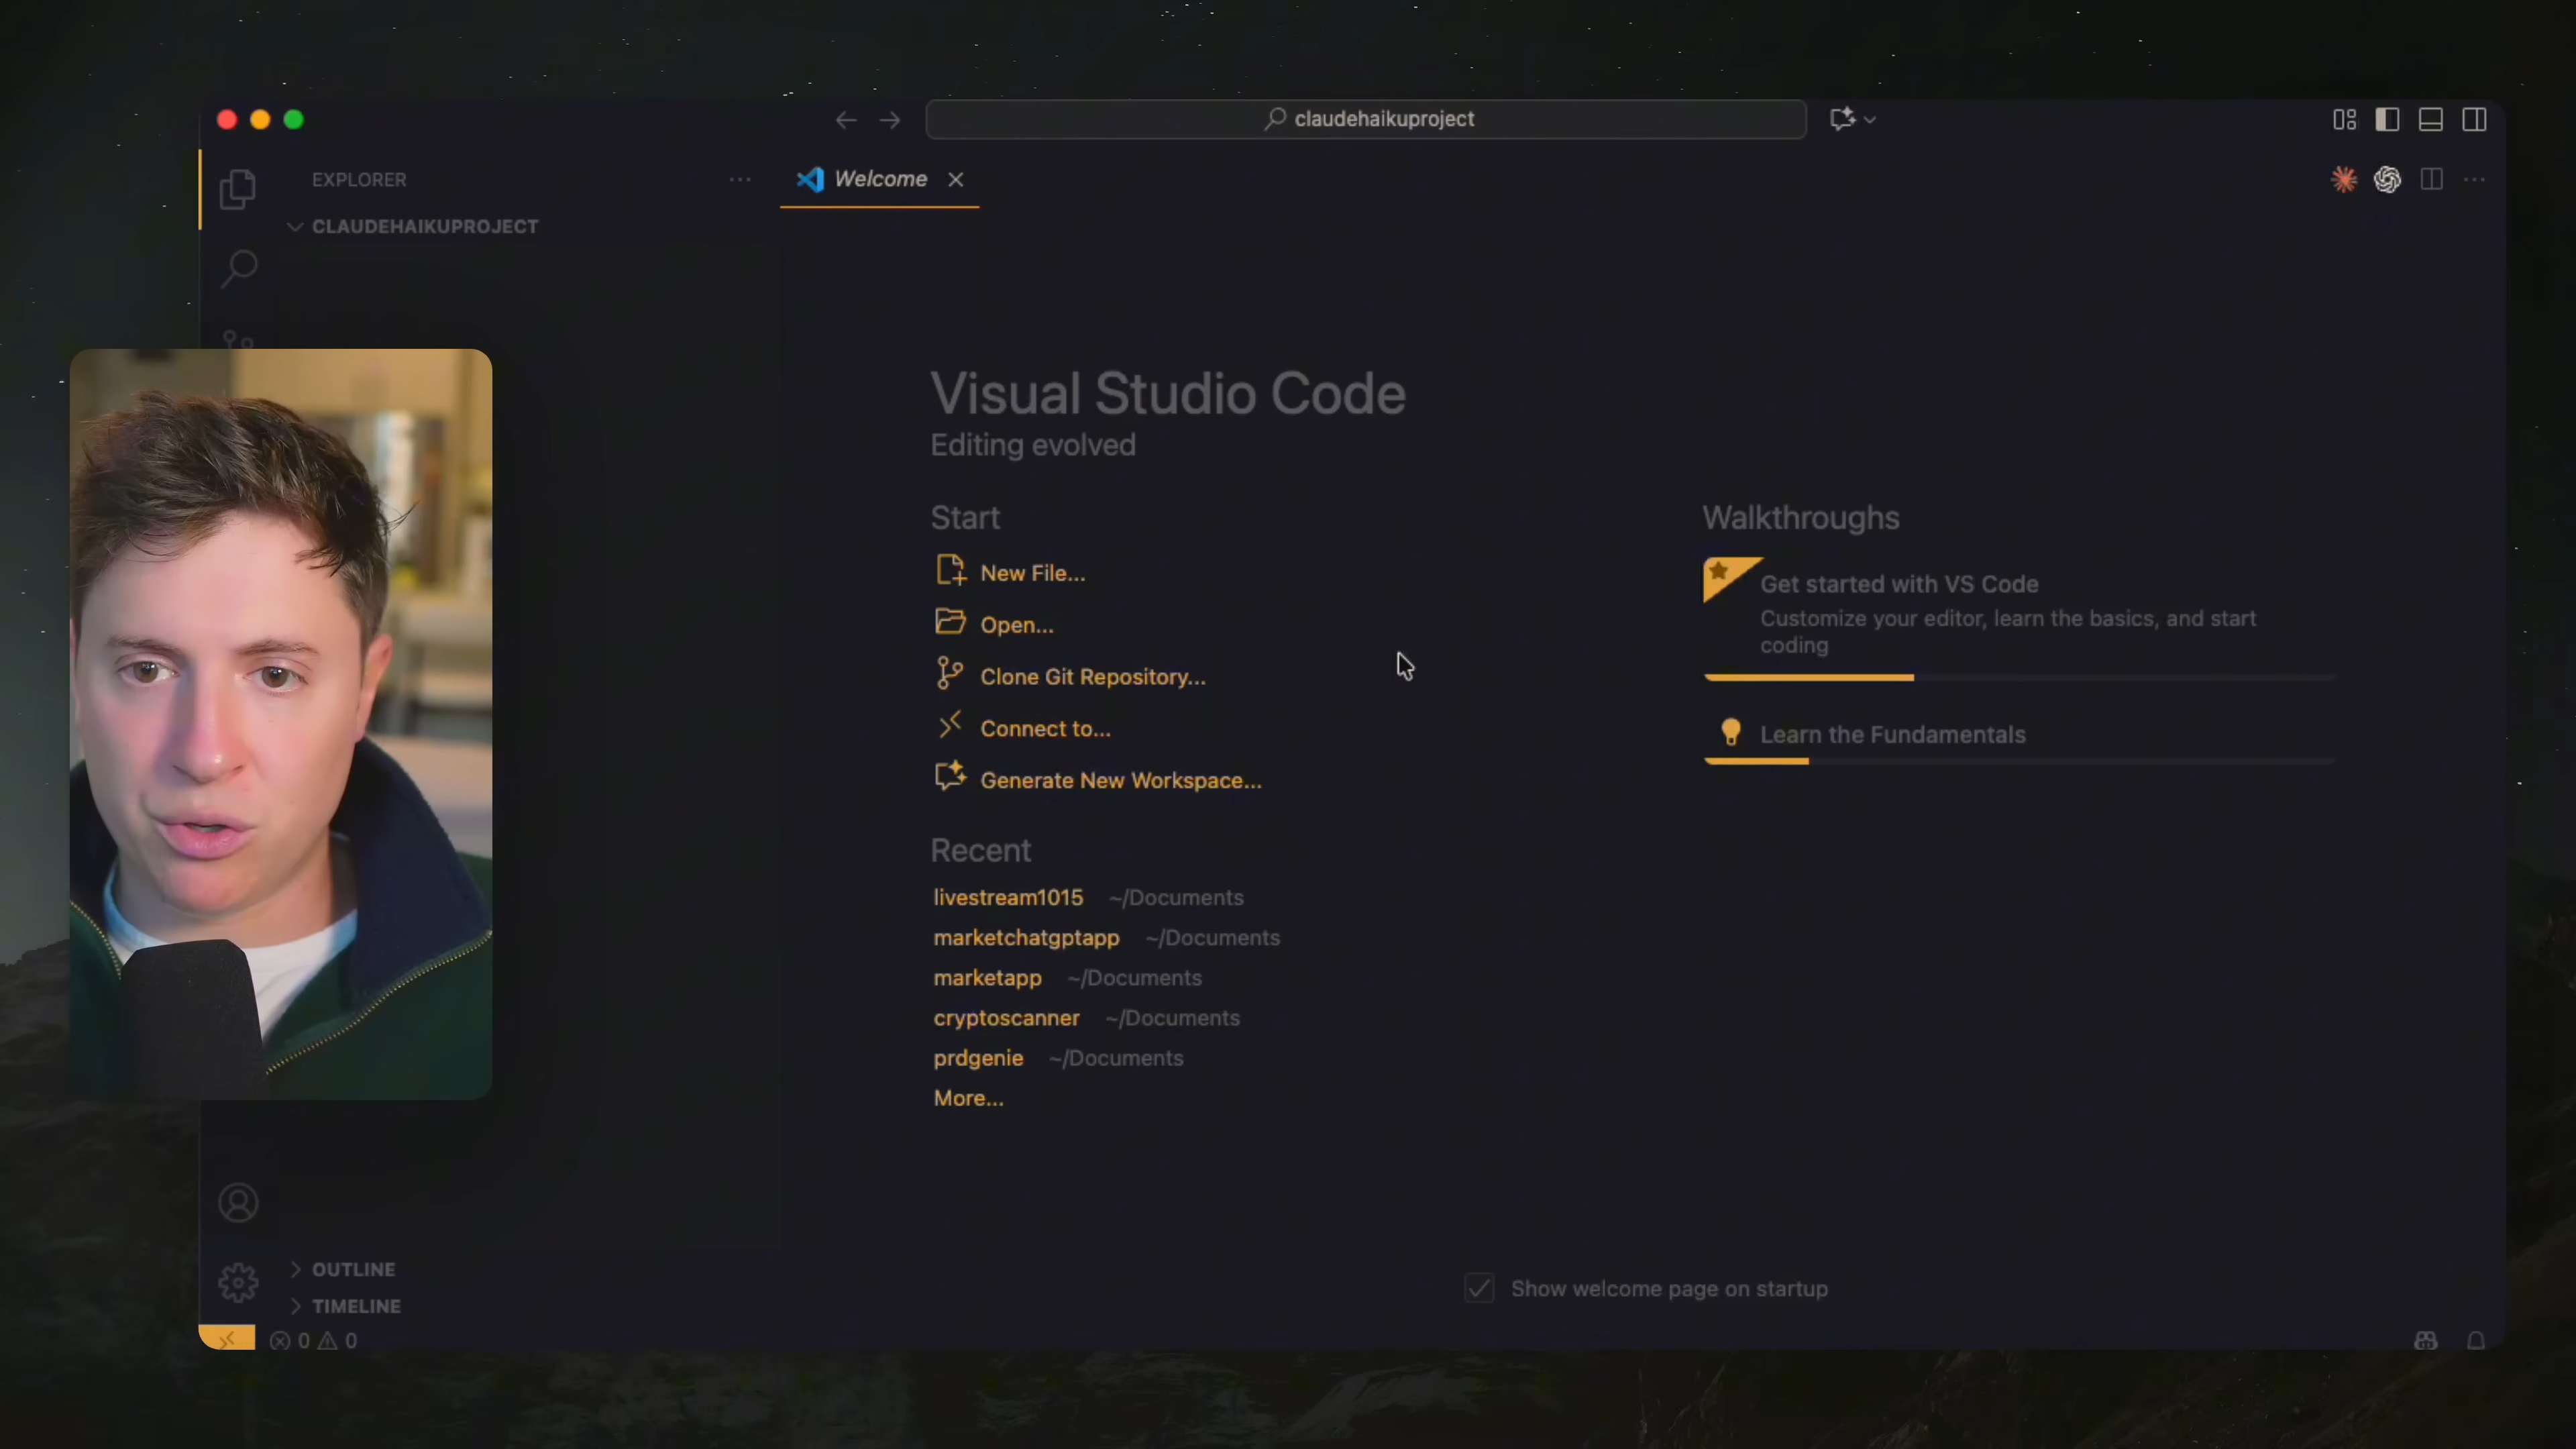 claudehaikuproject
EXPLORER
Welcome
CLAUDEHAIKUPROJECT
Visual Studio Code
Editing evolved
Start
New File...
Open...
Clone Git Repository...
Connect to...
Generate New Workspace...
Recent
livestream1015 ~/Documents
marketchatgptapp ~/Documents
marketapp ~/Documents
cryptoscanner ~/Documents
prdgenie ~/Documents
More...
Walkthroughs
Get started with VS Code
Customize your editor, learn the basics, and start
coding
Learn the Fundamentals
OUTLINE
TIMELINE
Show welcome page on startup
0 0